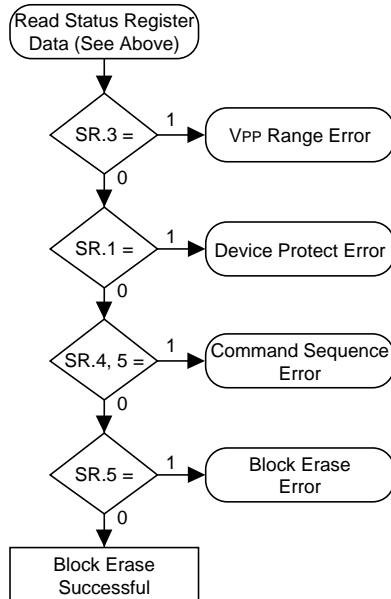 Read Status Register
Data (See Above)
SR.3 =
1
VPP Range Error
0
SR.1 =
1
Device Protect Error
0
SR.4, 5 =
1
Command Sequence
Error
0
SR.5 =
1
Block Erase
Error
0
Block Erase
Successful